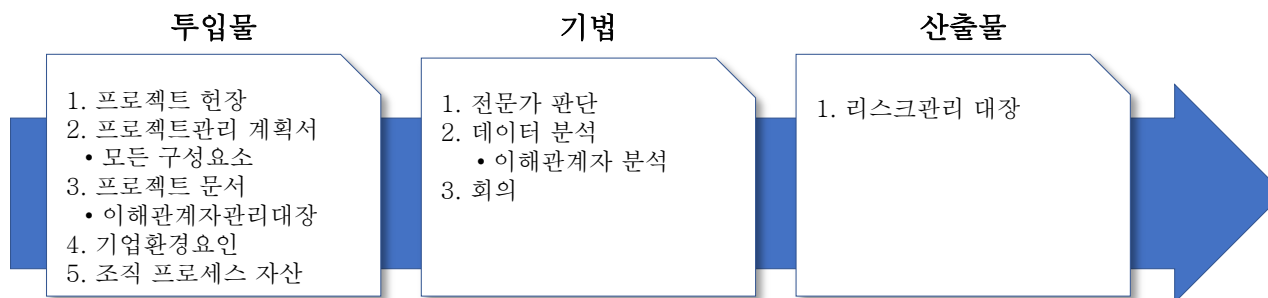 투입물
1. 프로젝트 헌장
2. 프로젝트관리 계획서
• 모든 구성요소
3. 프로젝트 문서
• 이해관계자관리대장
4. 기업환경요인
5. 조직 프로세스 자산
기법
1. 전문가 판단
2. 데이터 분석
• 이해관계자 분석
3. 회의
산출물
1. 리스크관리 대장